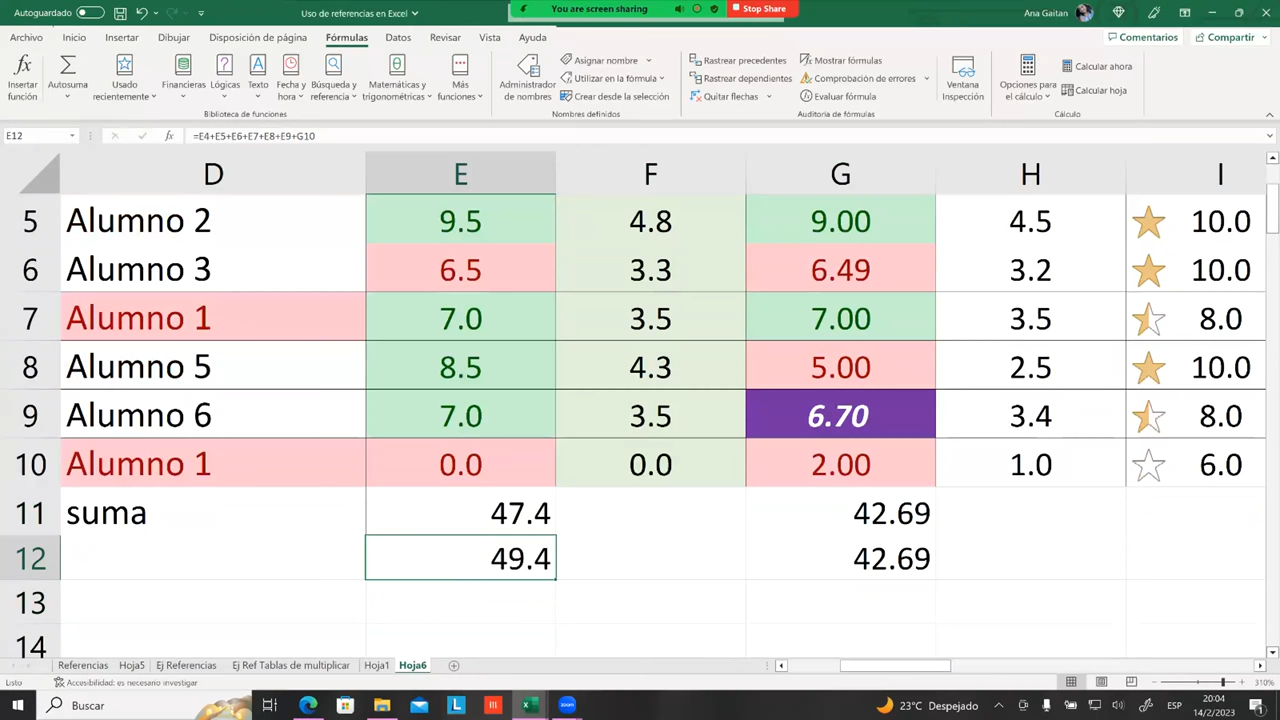 Autoguardado
Uso de referencias en Excel
You are screen sharing
Stop Share
Ana Gaitan
Archivo Inicio Insertar Dibujar Disposición de página Fórmulas Datos Revisar Vista Ayuda
Comentarios Compartir
Insertar función
Autosuma
Usado recientemente
Financieras
Lógicas
Texto
Fecha y hora
Búsqueda y referencia
Matemáticas y trigonométricas
Más funciones
Biblioteca de funciones
Administrador de nombres
Asignar nombre
Utilizar en la fórmula
Crear desde la selección
Nombres definidos
Rastrear precedentes
Rastrear dependientes
Quitar flechas
Mostrar fórmulas
Comprobación de errores
Evaluar fórmula
Auditoría de fórmulas
Ventana Inspección
Opciones para el cálculo
Calcular ahora
Calcular hoja
Cálculo
E12 fx =E4+E5+E6+E7+E8+E9+G10
D E F G H I
5 Alumno 2 9.5 4.8 9.00 4.5 10.0
6 Alumno 3 6.5 3.3 6.49 3.2 10.0
7 Alumno 1 7.0 3.5 7.00 3.5 8.0
8 Alumno 5 8.5 4.3 5.00 2.5 10.0
9 Alumno 6 7.0 3.5 6.70 3.4 8.0
10 Alumno 1 0.0 0.0 2.00 1.0 6.0
11 suma 47.4 42.69
12 49.4 42.69
13
14
Referencias Hoja5 Ej Referencias Ej Ref Tablas de multiplicar Hoja1 Hoja6
Listo Accesibilidad: es necesario investigar 310%
Buscar
23°C Despejado
ESP
20:04
14/2/2023